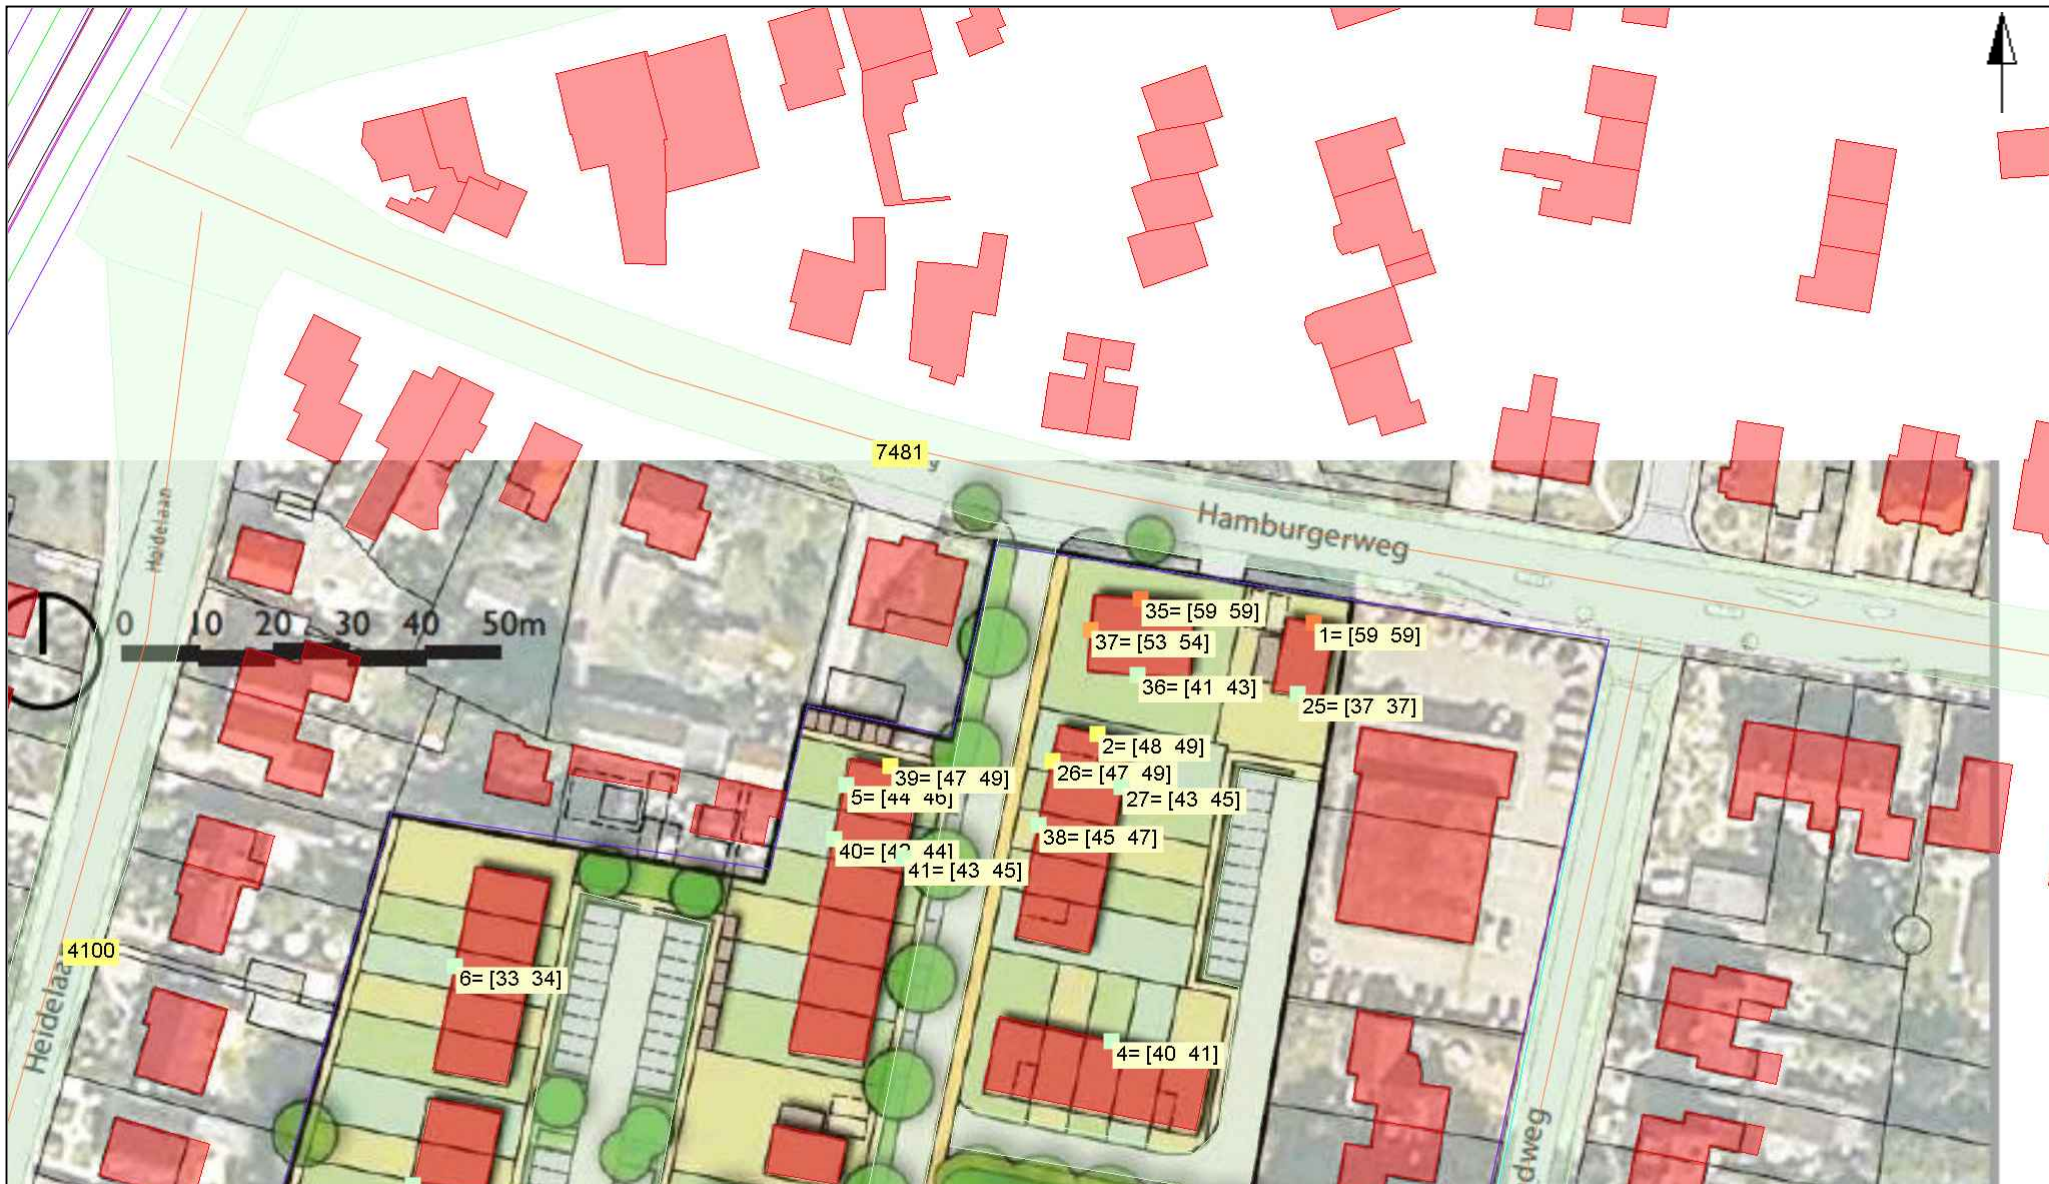 7481
Hamburgerweg
Heidelaan
0 10 20 30 40 50m
35= [59 59]
1= [59 59]
37= [53 54]
36= [41 43]
25= [37 37]
2= [48 49]
39= [47 49]
26= [47 49]
5= [44 46]
27= [43 45]
38= [45 47]
41= [43 45]
4100
6= [33 34]
4= [40 41]
dweg